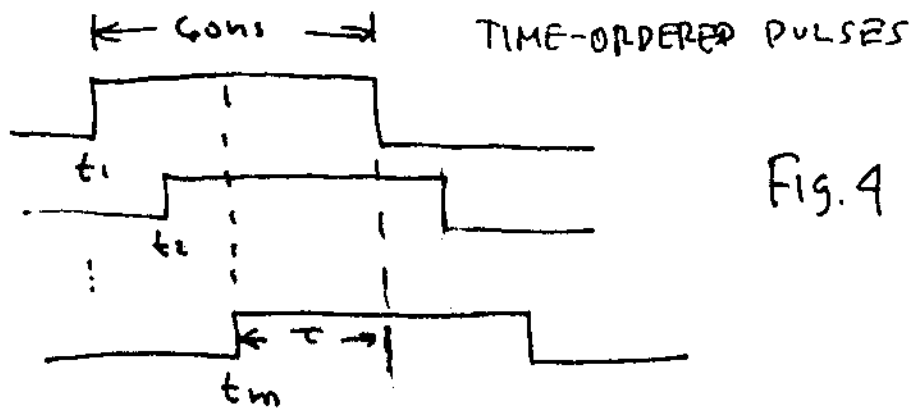 60ns TIME-ORDERED PULSES
t1
Fig. 4
t2
τ
tm